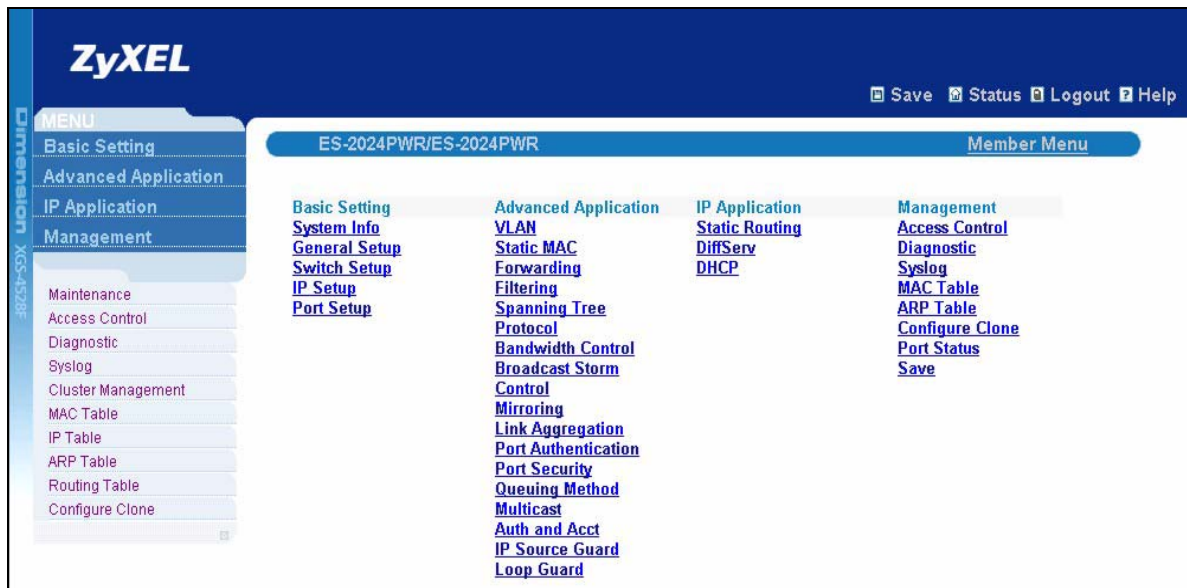 ZyXEL
Save Status Logout Help
Dimension XGS-4528F
MENU
Basic Setting
Advanced Application
IP Application
Management
Maintenance
Access Control
Diagnostic
Syslog
Cluster Management
MAC Table
IP Table
ARP Table
Routing Table
Configure Clone
ES-2024PWR/ES-2024PWR
Member Menu
Basic Setting
System Info
General Setup
Switch Setup
IP Setup
Port Setup
Advanced Application
VLAN
Static MAC
Forwarding
Filtering
Spanning Tree
Protocol
Bandwidth Control
Broadcast Storm
Control
Mirroring
Link Aggregation
Port Authentication
Port Security
Queuing Method
Multicast
Auth and Acct
IP Source Guard
Loop Guard
IP Application
Static Routing
DiffServ
DHCP
Management
Access Control
Diagnostic
Syslog
MAC Table
ARP Table
Configure Clone
Port Status
Save